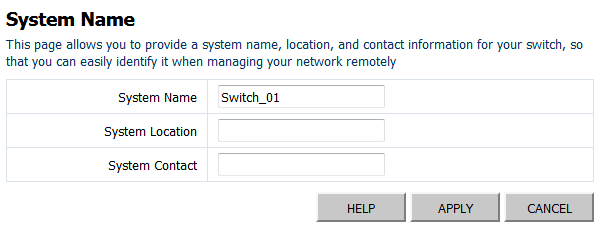 System Name
This page allows you to provide a system name, location, and contact information for your switch, so
that you can easily identify it when managing your network remotely
System Name Switch_01
System Location
System Contact
HELP APPLY CANCEL